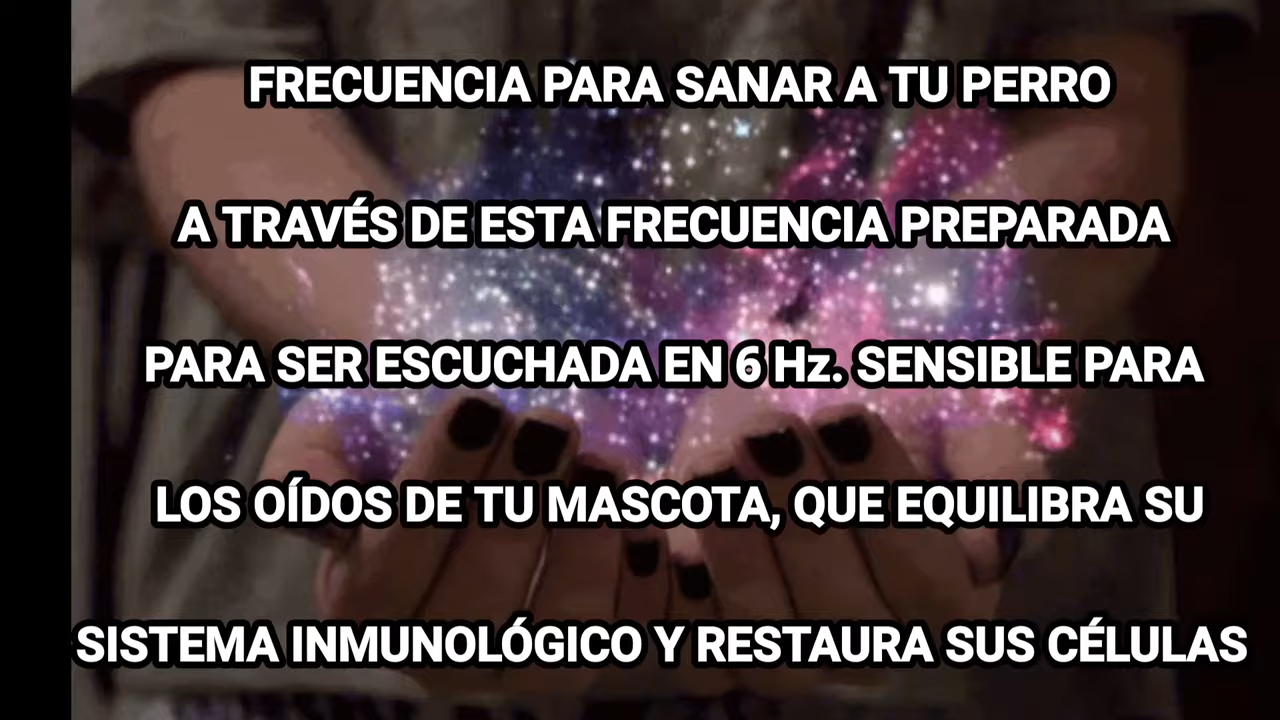 FRECUENCIA PARA SANAR A TU PERRO
A TRAVÉS DE ESTA FRECUENCIA PREPARADA
PARA SER ESCUCHADA EN 6 Hz. SENSIBLE PARA
LOS OÍDOS DE TU MASCOTA, QUE EQUILIBRA SU
SISTEMA INMUNOLÓGICO Y RESTAURA SUS CÉLULAS